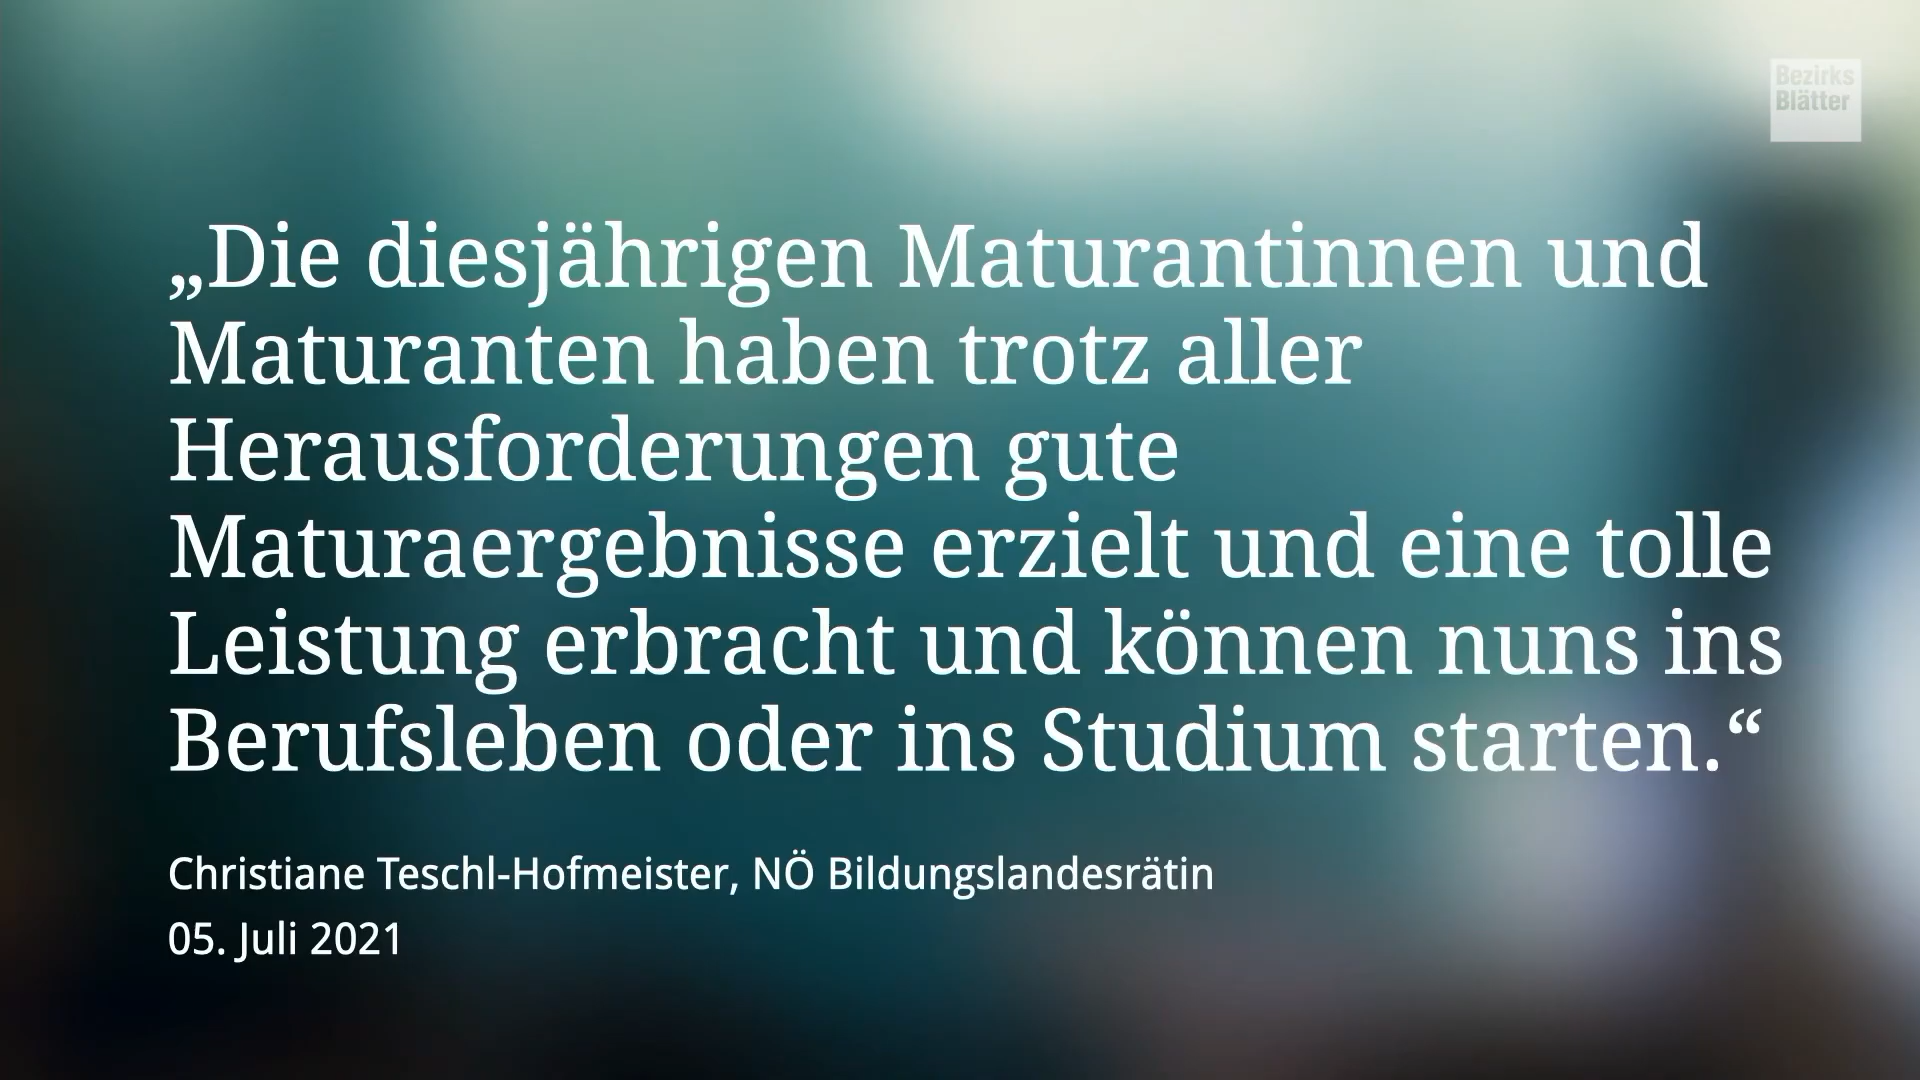 Bezirks
Blätter
„Die diesjährigen Maturantinnen und
Maturanten haben trotz aller
Herausforderungen gute
Maturaergebnisse erzielt und eine tolle
Leistung erbracht und können nuns ins
Berufsleben oder ins Studium starten.“
Christiane Teschl-Hofmeister, NÖ Bildungslandesrätin
05. Juli 2021